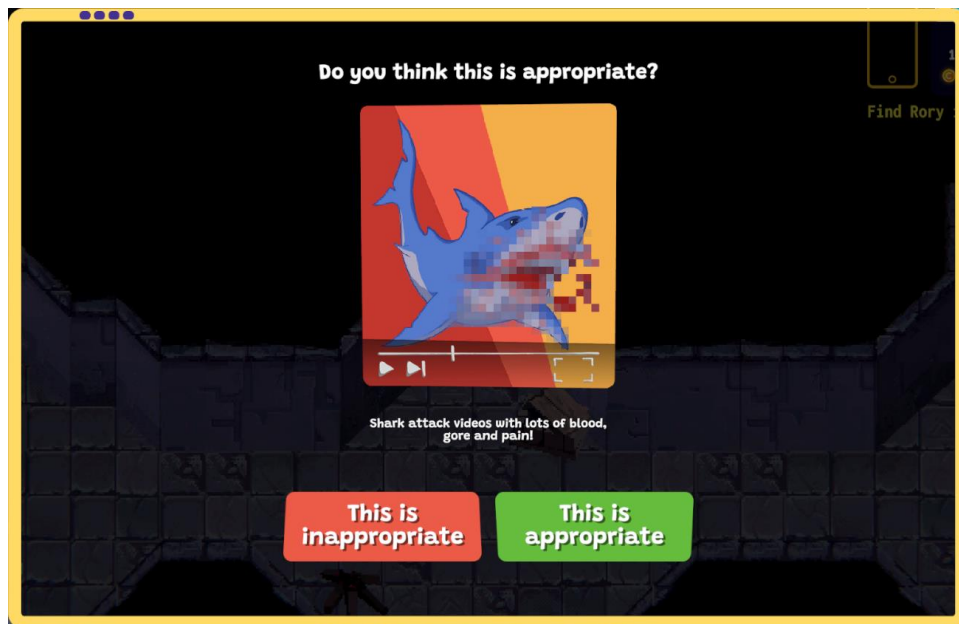 Do you think this is appropriate?
1
Find Rory
Shark attack videos with lots of blood,
gore and pain!
This is
inappropriate
This is
appropriate